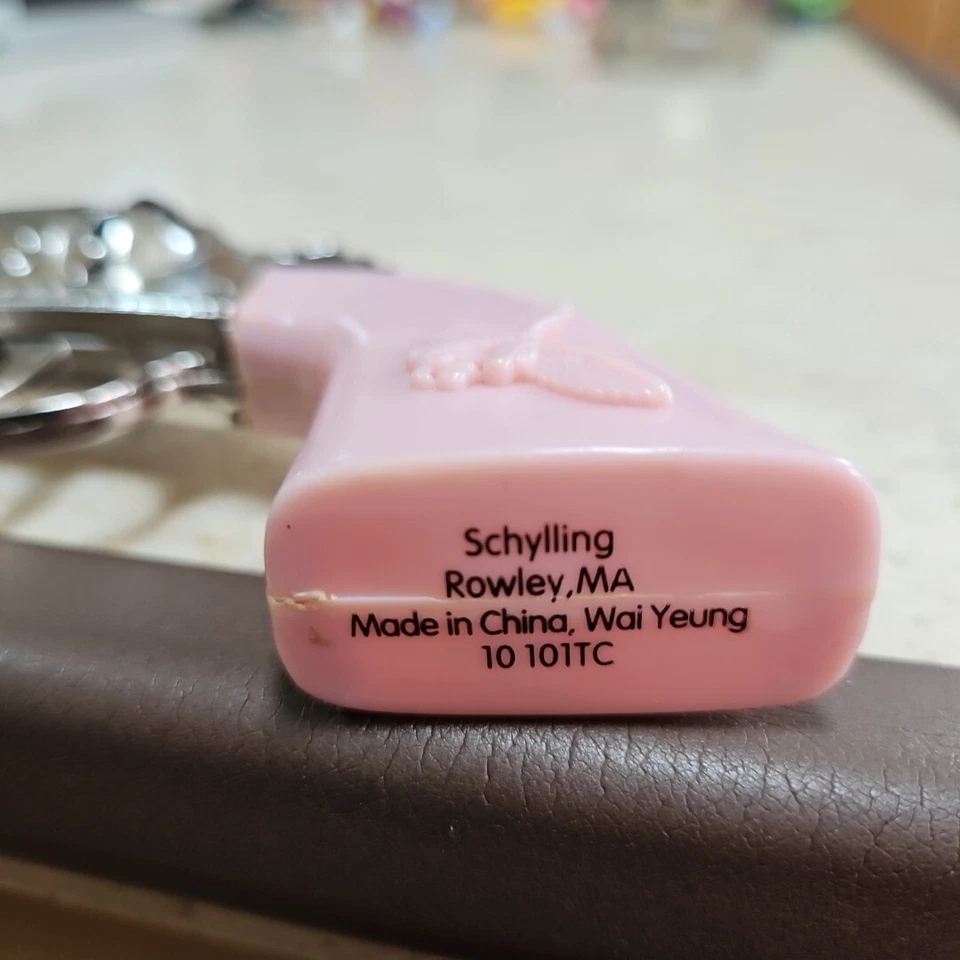 Schylling
Rowley,MA
Made in China, Wai Yeung
10 101TC